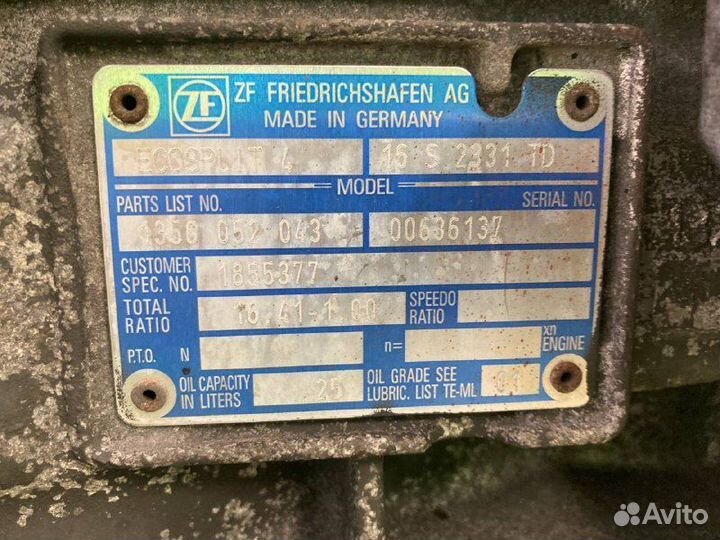 ZF FRIEDRICHSHAFEN AG
MADE IN GERMANY
ECOSPLIT 4 16 S 2331 TD
MODEL
PARTS LIST NO. SERIAL NO.
1356 052 043 00636137
CUSTOMER SPEC. NO. 1855377
TOTAL RATIO 16.41-1.00 SPEEDO RATIO
P.T.O. N n= xn ENGINE
OIL CAPACITY IN LITERS 25 OIL GRADE SEE LUBRIC. LIST TE-ML 01
Avito